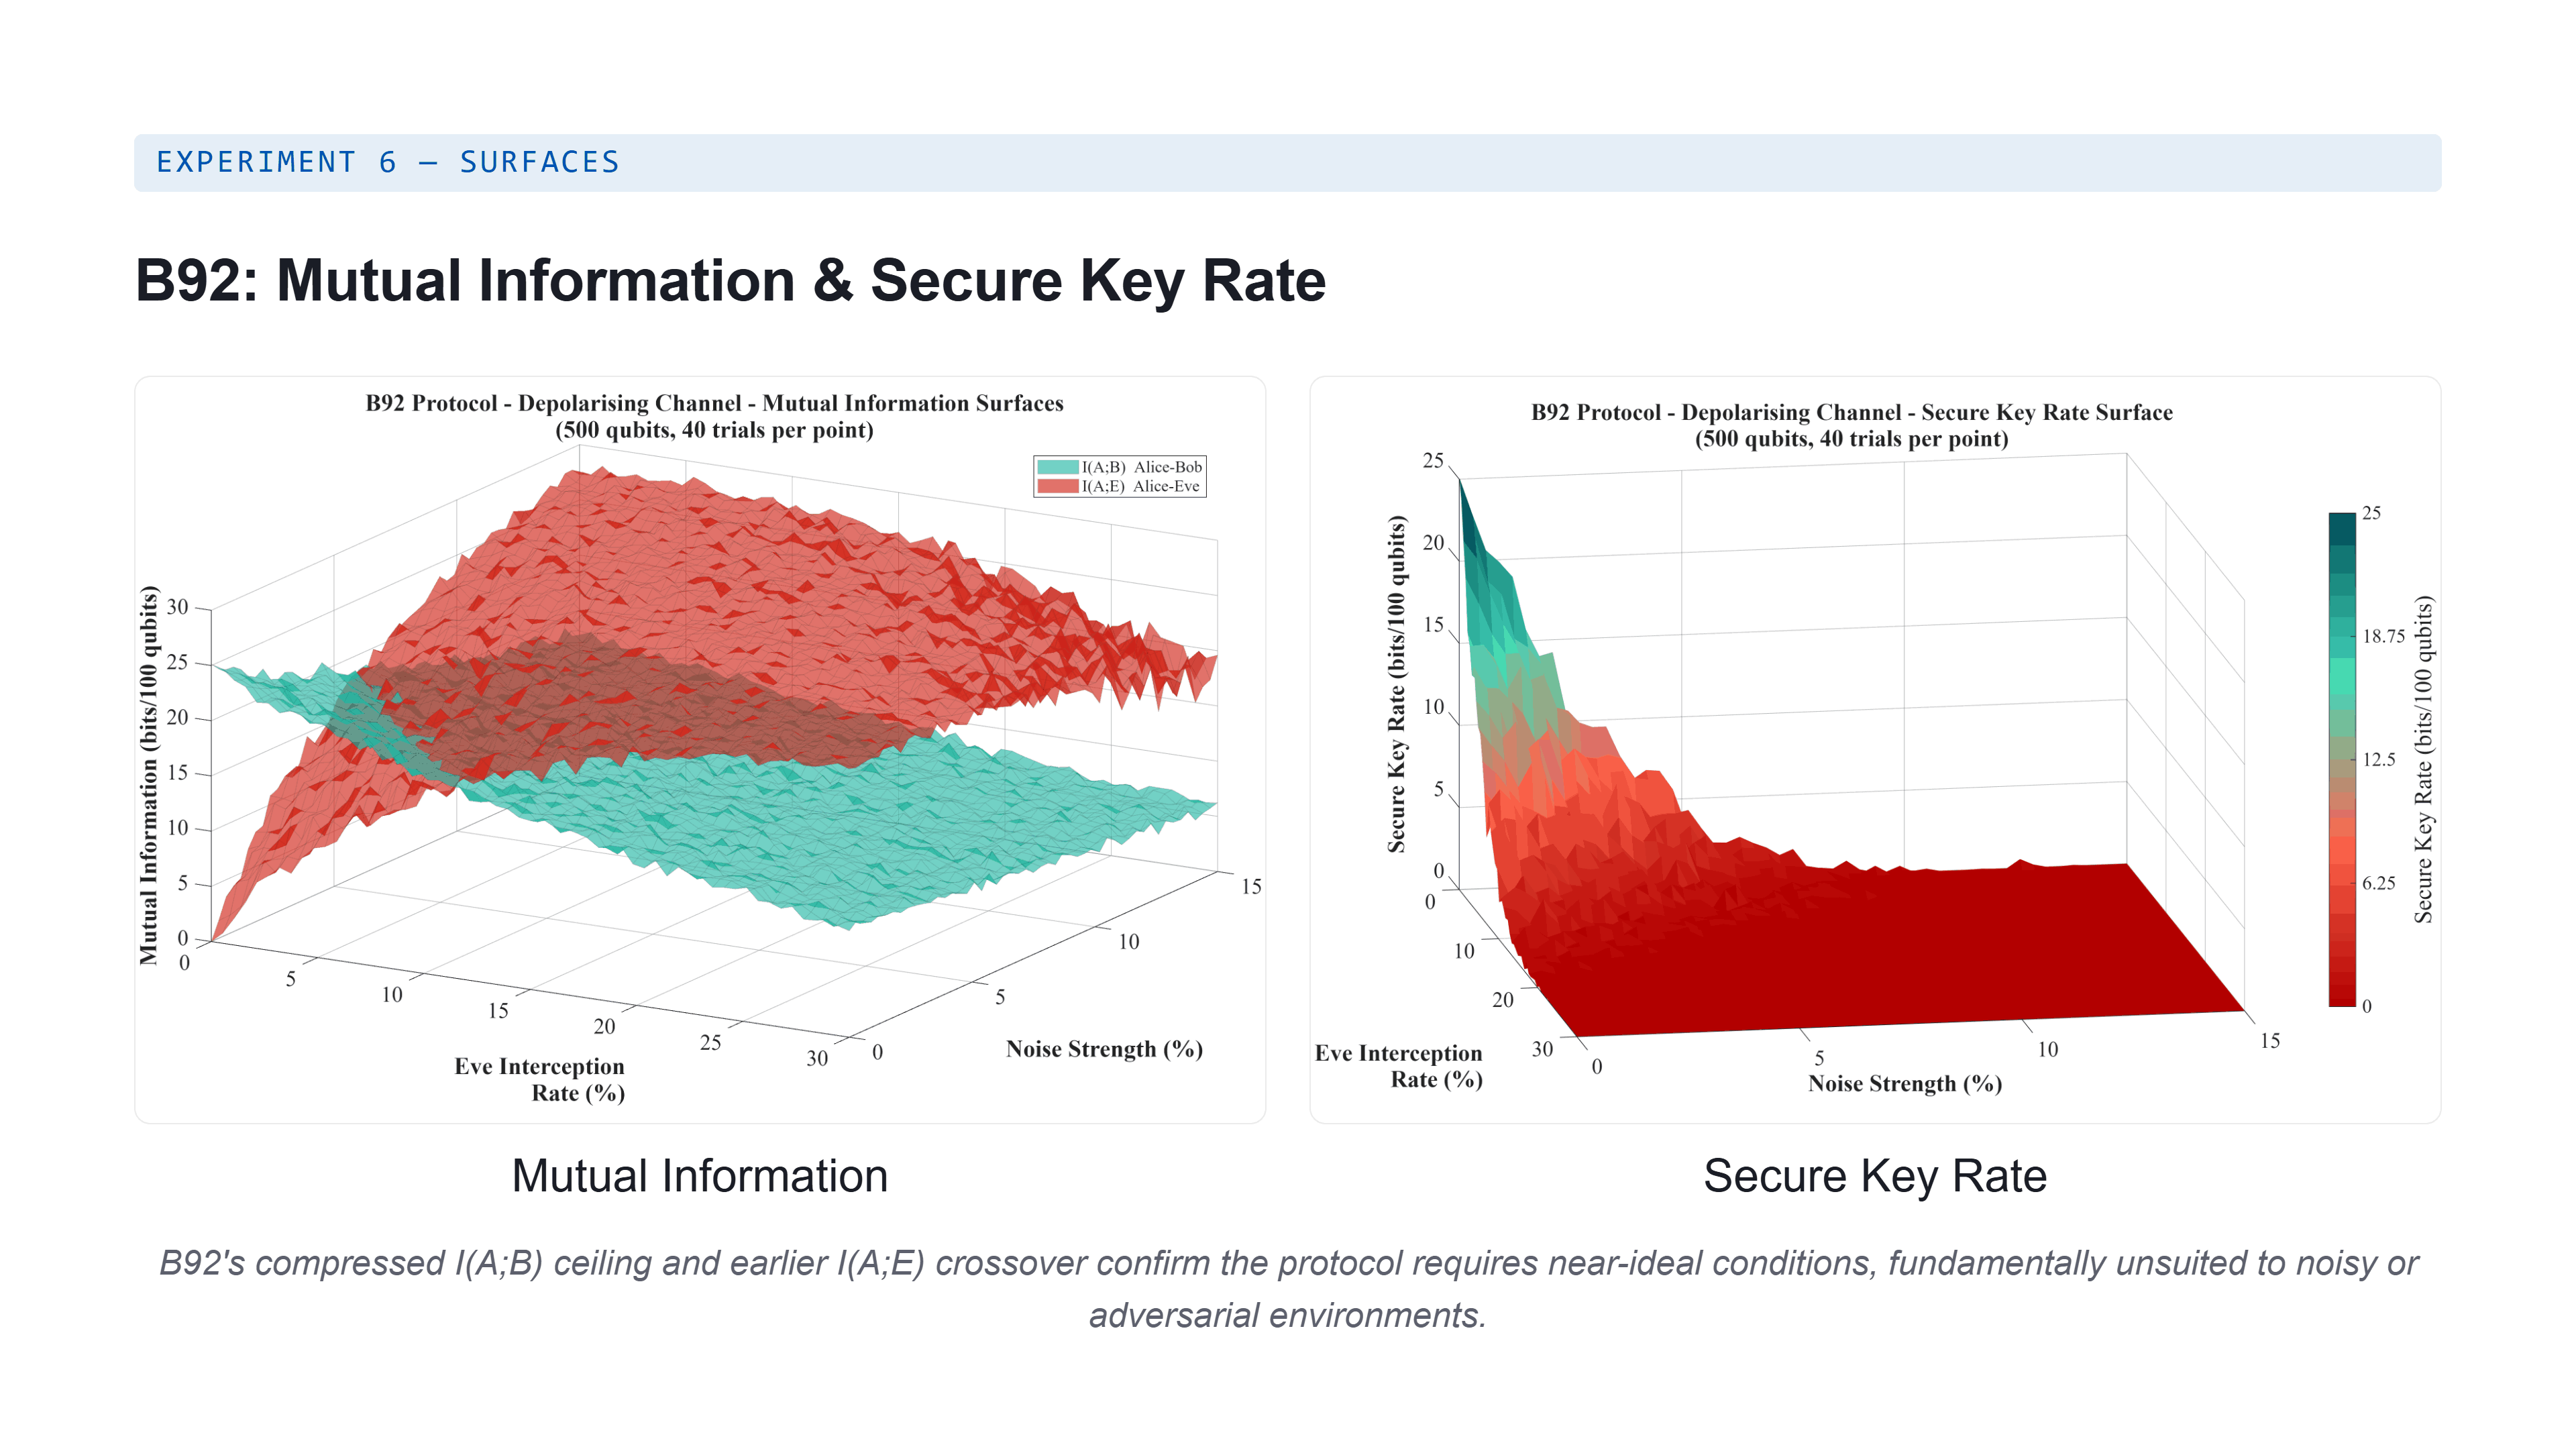 EXPERIMENT 6 — SURFACES
B92: Mutual Information & Secure Key Rate
B92 Protocol - Depolarising Channel - Mutual Information Surfaces
(500 qubits, 40 trials per point)
I(A;B) Alice-Bob
I(A;E) Alice-Eve
Mutual Information (bits/100 qubits)
30
25
20
15
10
5
0
0
5
10
15
20
25
30
Eve Interception
Rate (%)
0
5
10
15
Noise Strength (%)
B92 Protocol - Depolarising Channel - Secure Key Rate Surface
(500 qubits, 40 trials per point)
Secure Key Rate (bits/100 qubits)
25
20
15
10
5
0
0
10
20
30
Eve Interception
Rate (%)
0
5
10
15
Noise Strength (%)
25
18.75
12.5
6.25
0
Secure Key Rate (bits/100 qubits)
Mutual Information
Secure Key Rate
B92's compressed I(A;B) ceiling and earlier I(A;E) crossover confirm the protocol requires near-ideal conditions, fundamentally unsuited to noisy or
adversarial environments.